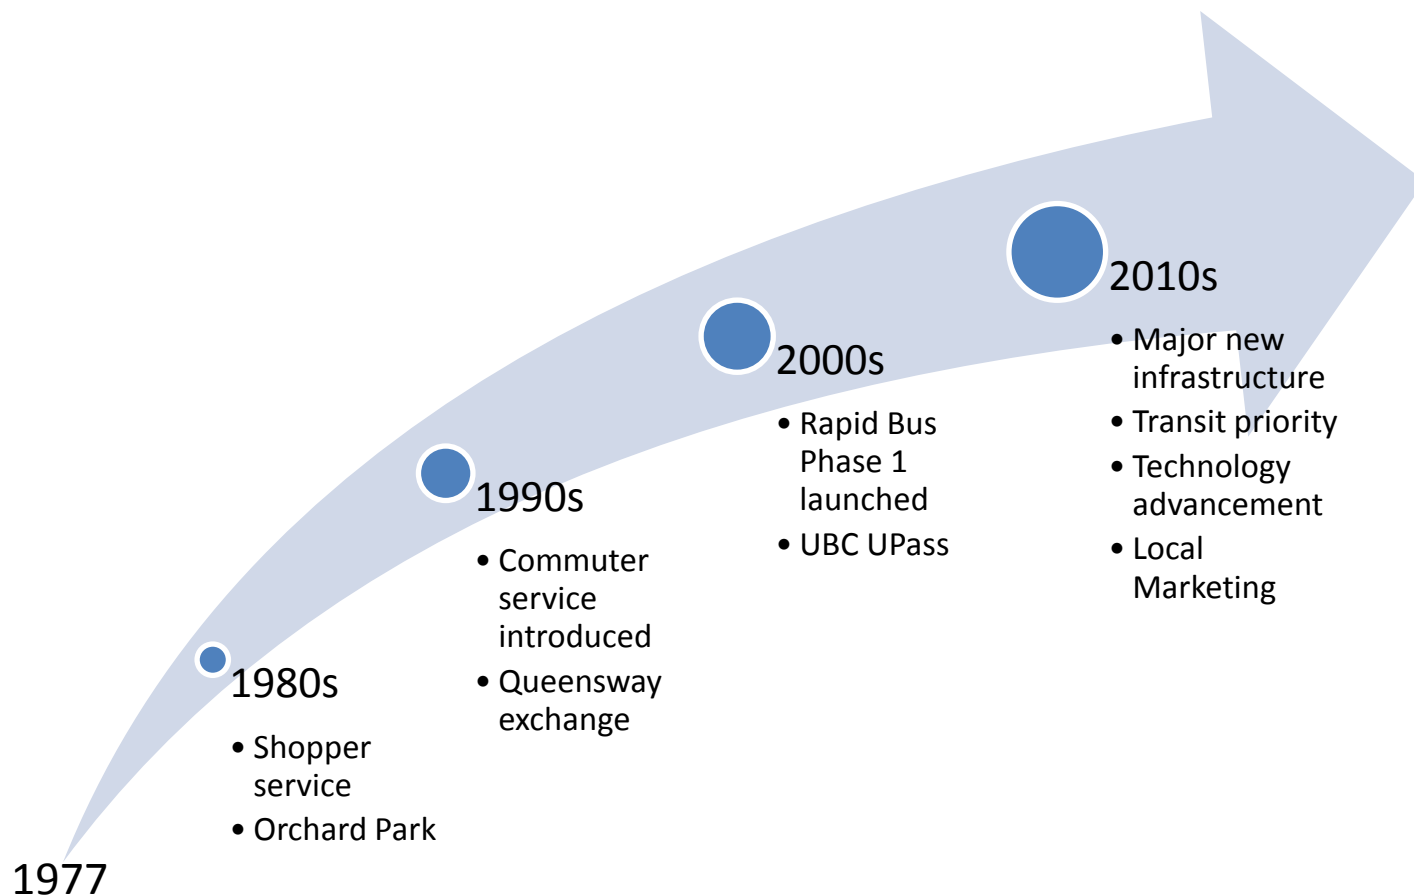 1977
1980s
• Shopper
service
• Orchard Park
1990s
• Commuter
service
introduced
• Queensway
exchange
2000s
• Rapid Bus
Phase 1
launched
• UBC UPass
2010s
• Major new
infrastructure
• Transit priority
• Technology
advancement
• Local
Marketing